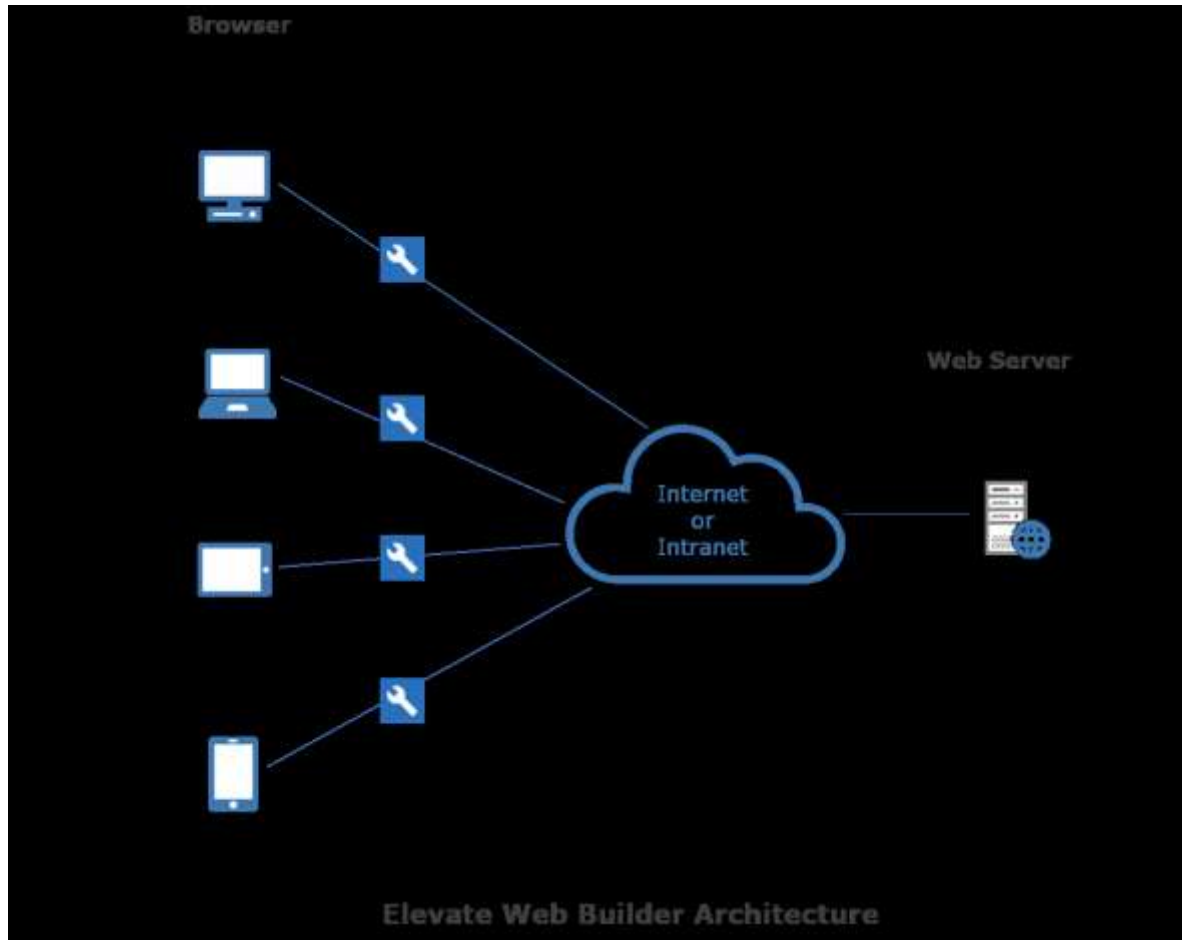 Browser
Web Server
Internet
or
Intranet
Elevate Web Builder Architecture